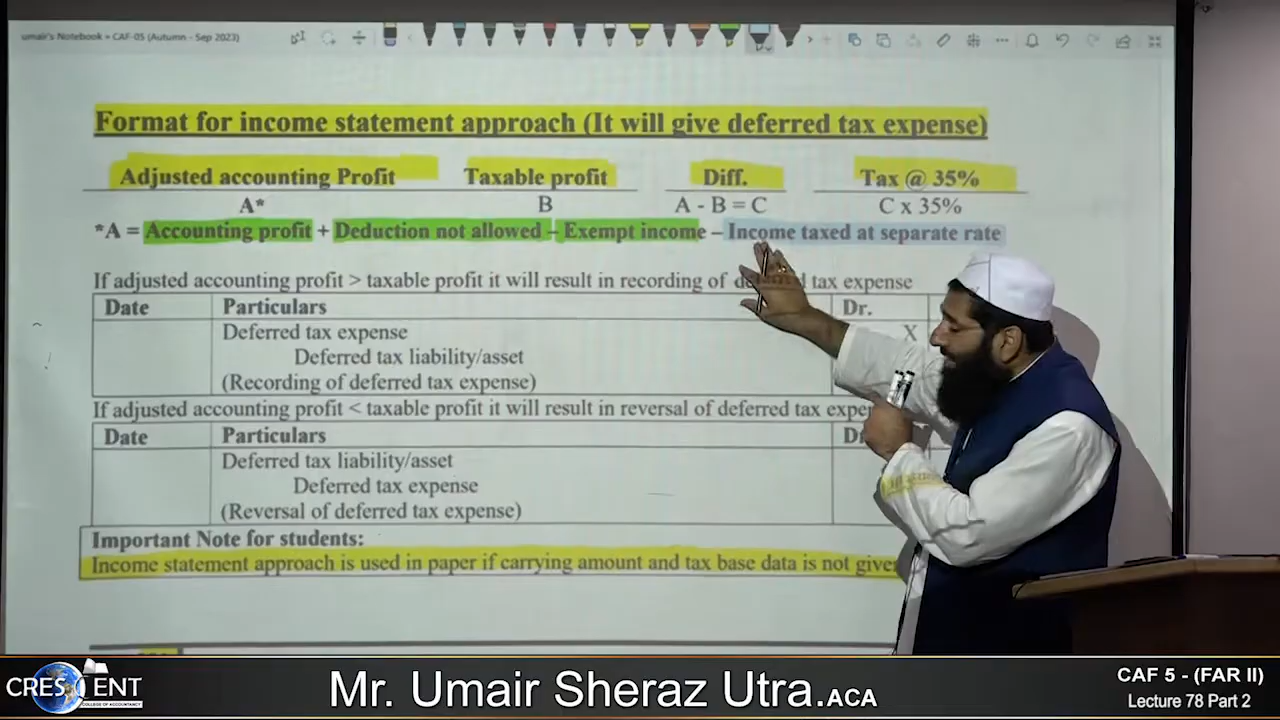 umair's Notebook » CAF-05 (Autumn - Sep 2023)
Format for income statement approach (It will give deferred tax expense)
Adjusted accounting Profit Taxable profit Diff. Tax @ 35%
A* B A - B = C C x 35%
*A = Accounting profit + Deduction not allowed – Exempt income – Income taxed at separate rate
If adjusted accounting profit > taxable profit it will result in recording of tax expense
Date Particulars Dr.
Deferred tax expense X
Deferred tax liability/asset
(Recording of deferred tax expense)
If adjusted accounting profit < taxable profit it will result in reversal of deferred tax
Date Particulars
Deferred tax liability/asset
Deferred tax expense
(Reversal of deferred tax expense)
Important Note for students:
Income statement approach is used in paper if carrying amount and tax base data is not
CRESCENT
COLLEGE OF ACCOUNTANCY
Mr. Umair Sheraz Utra.ACA
CAF 5 - (FAR II)
Lecture 78 Part 2